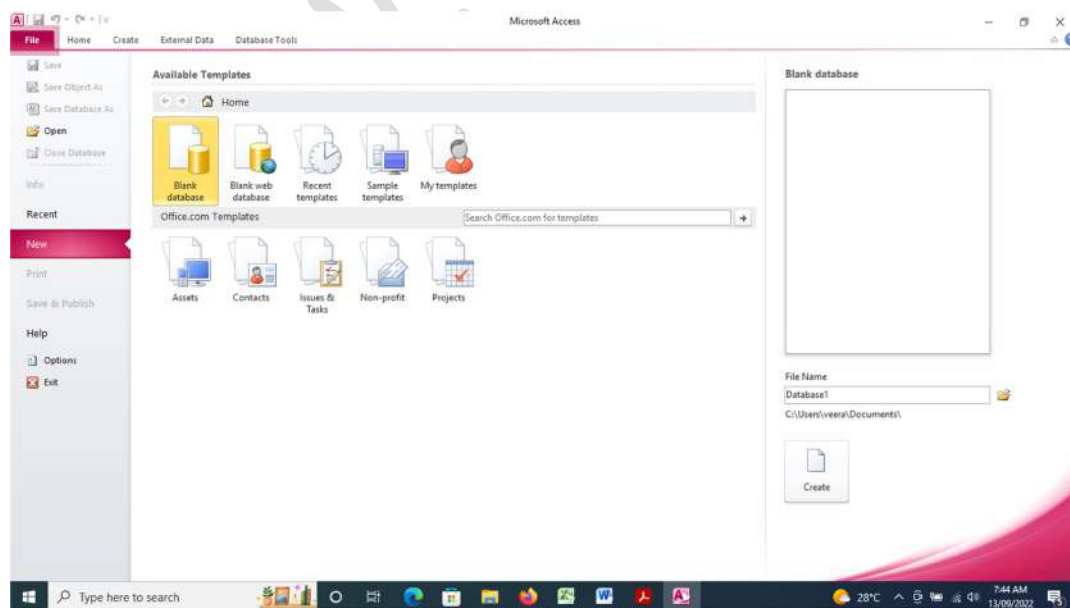 Microsoft Access
File Home Create External Data Database Tools
Save
Save Object As
Save Database As
Open
Close Database
Info
Recent
New
Print
Save & Publish
Help
Options
Exit
Available Templates
Home
Blank database
Blank web database
Recent templates
Sample templates
My templates
Office.com Templates
Search Office.com for templates
Assets
Contacts
Issues & Tasks
Non-profit
Projects
Blank database
File Name
Database1
C:\Users\veera\Documents\
Create
Type here to search
28°C
7:44 AM
13/09/2022